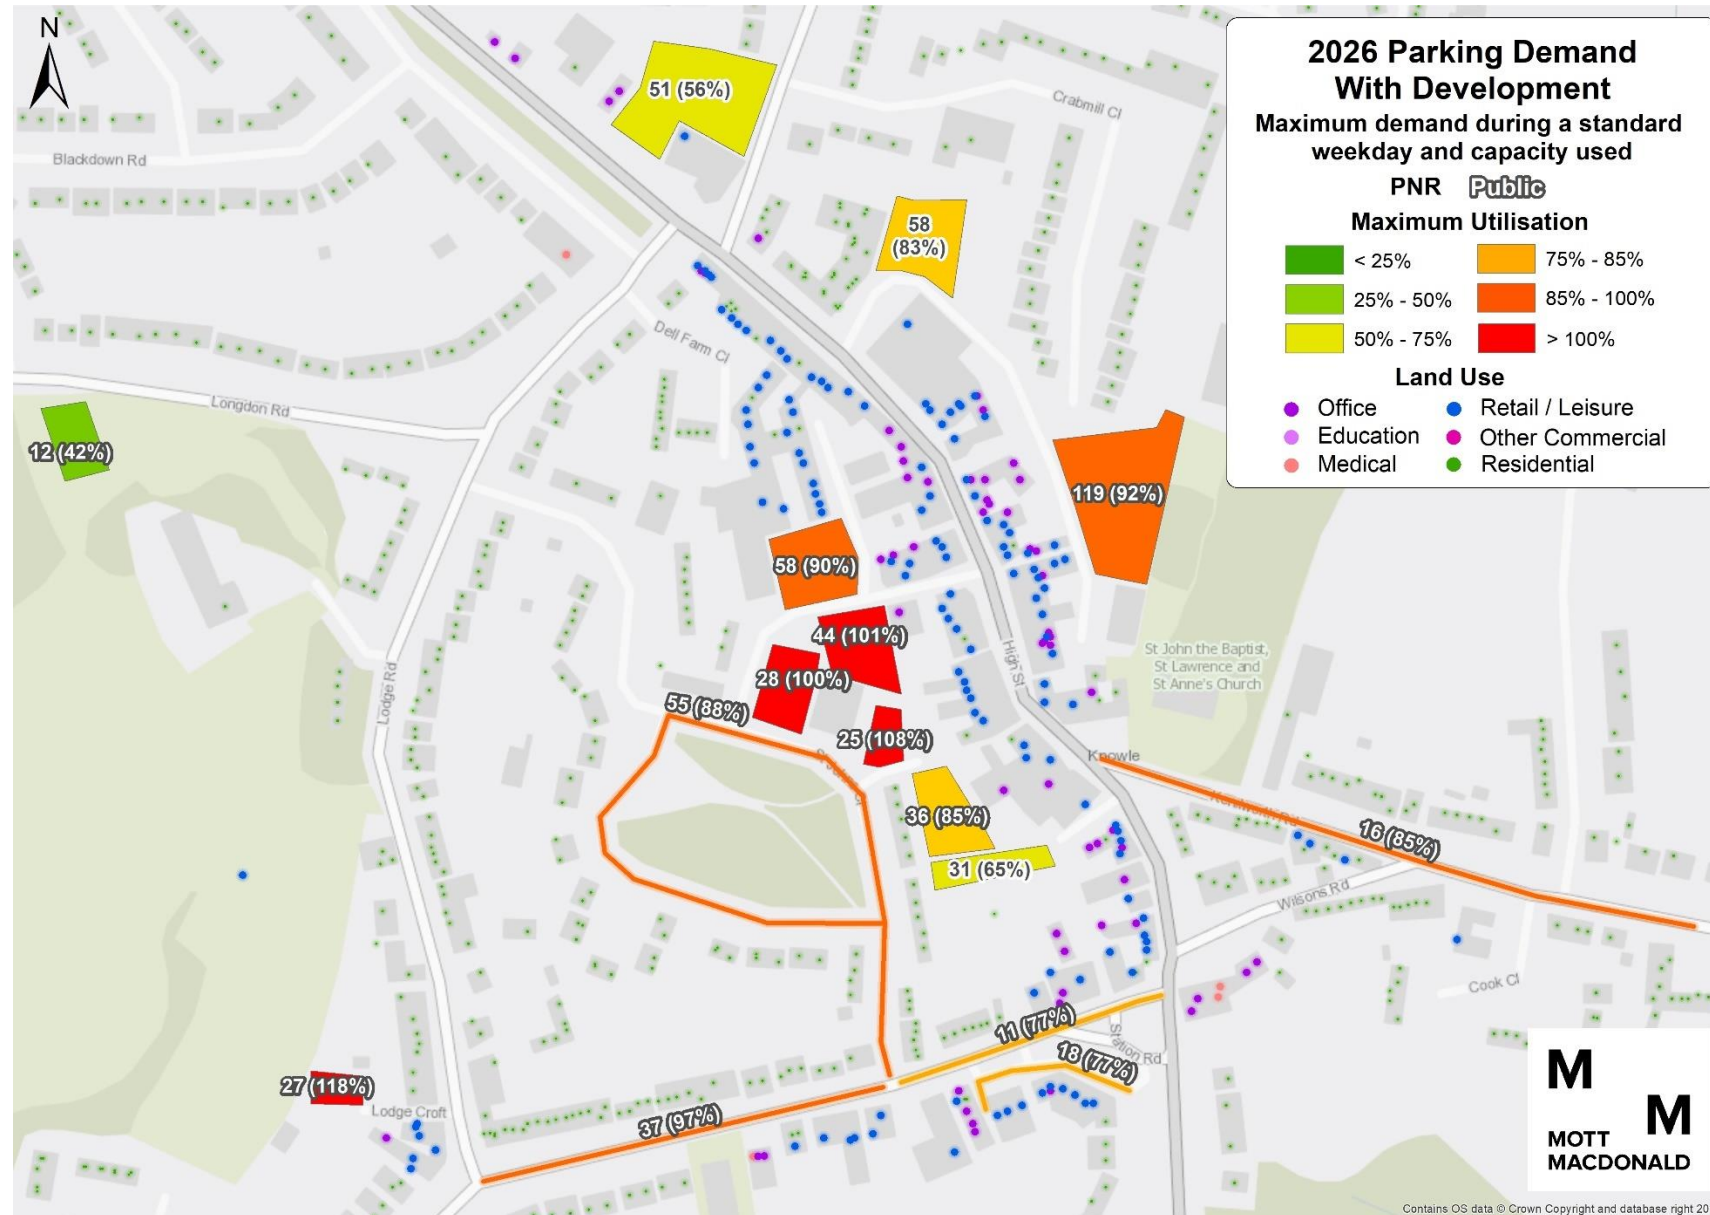 N
2026 Parking Demand
With Development
Maximum demand during a standard
weekday and capacity used
PNR Public
Maximum Utilisation
< 25%
75% - 85%
25% - 50%
85% - 100%
50% - 75%
> 100%
Land Use
Office
Retail / Leisure
Education
Other Commercial
Medical
Residential
51 (56%)
Crabmill Cl
Blackdown Rd
58
(83%)
Dell Farm Cl
Longdon Rd
12 (42%)
119 (92%)
58 (90%)
44 (101%)
28 (100%)
High St
St John the Baptist,
St Lawrence and
St Anne's Church
Lodge Rd
55 (88%)
25 (108%)
Knowle
36 (85%)
16 (85%)
31 (65%)
Wilsons Rd
Cook Cl
11 (77%)
Station Rd
18 (77%)
27 (118%)
Lodge Croft
37 (97%)
M
M
MOTT
MACDONALD
Contains OS data © Crown Copyright and database right 20